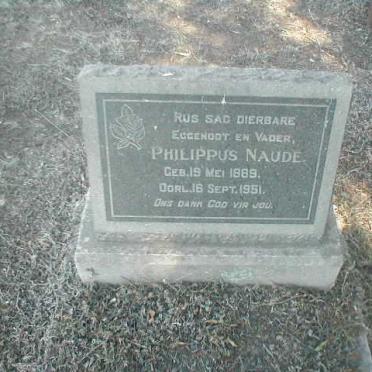 RUS SAG DIERBARE
EGGENOOT EN VADER,
PHILIPPUS NAUDE.
GEB. 19 MEI 1889.
OORL. 16 SEPT. 1951.
ONS DANK GOD VIR JOU.